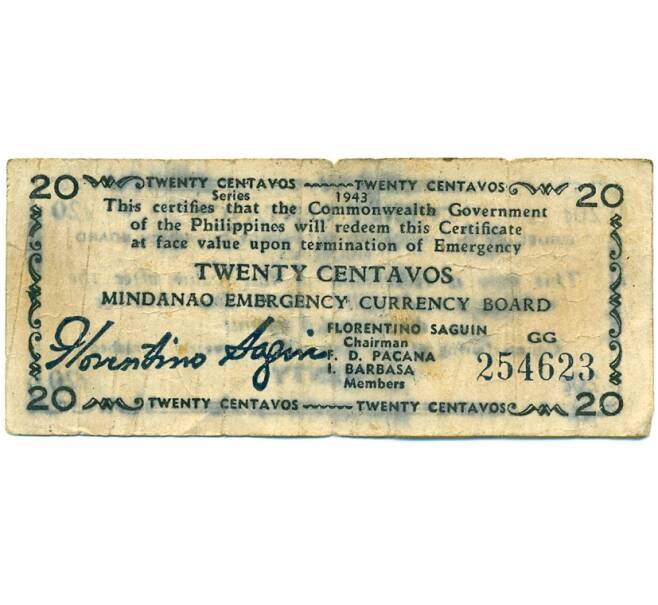 20 TWENTY CENTAVOS TWENTY CENTAVOS 20
Series 1943
This certifies that the Commonwealth Government
of the Philippines will redeem this Certificate
at face value upon termination of Emergency
TWENTY CENTAVOS
MINDANAO EMERGENCY CURRENCY BOARD
Florentino Saguin
FLORENTINO SAGUIN
Chairman
F. D. PACANA
I. BARBASA
Members
GG
254623
20 TWENTY CENTAVOS TWENTY CENTAVOS 20